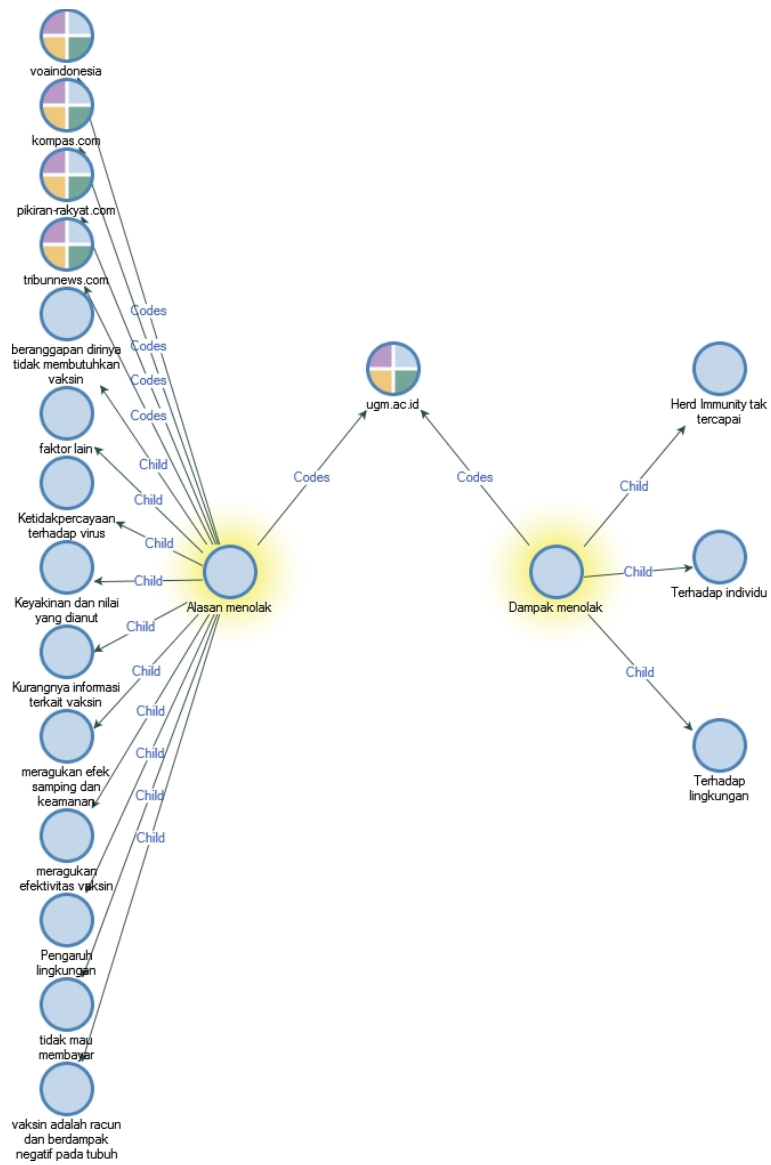 voaindonesia
kompas.com
pikiran-rakyat.com
tribunnews.com
beranggapan dirinya
tidak membutuhkan
vaksin
faktor lain
Ketidakpercayaan
terhadap virus
Keyakinan dan nilai
yang dianut
Kurangnya informasi
terkait vaksin
meragukan efek
samping dan
keamanan
meragukan
efektivitas vaksin
Pengaruh
lingkungan
tidak mau
membayar
vaksin adalah racun
dan berdampak
negatif pada tubuh
Codes
Codes
Codes
Codes
Child
Child
Child
Child
Child
Child
Child
Child
Child
Child
Alasan menolak
Codes
ugm.ac.id
Codes
Dampak menolak
Child
Child
Child
Herd Immunity tak
tercapai
Terhadap individu
Terhadap
lingkungan